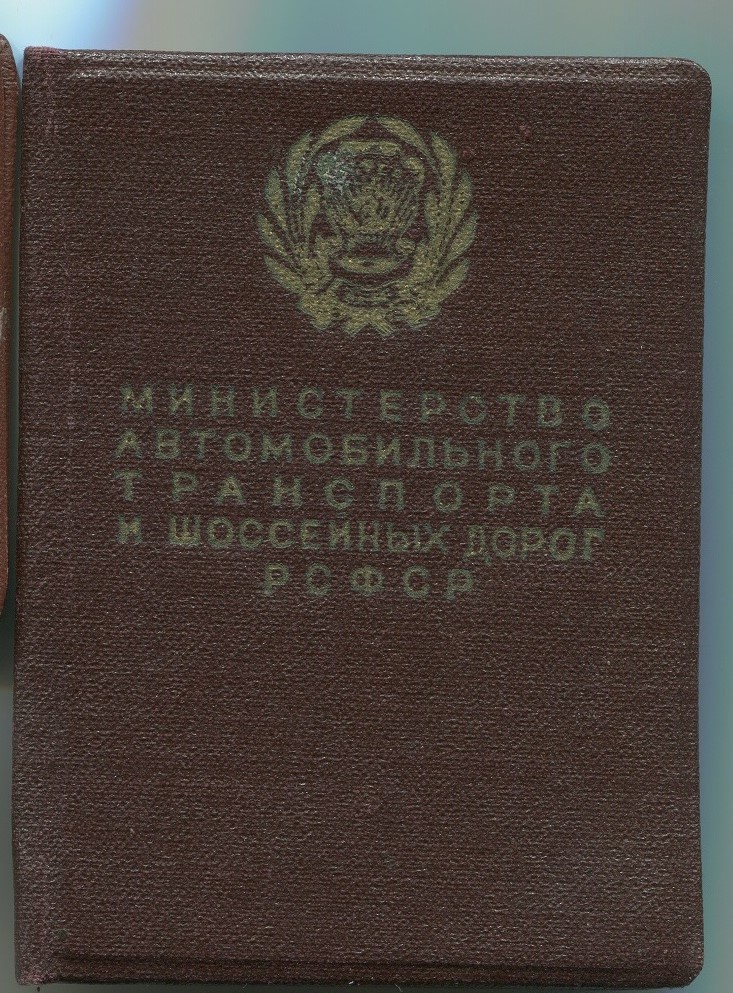 МИНИСТЕРСТВО
АВТОМОБИЛЬНОГО
ТРАНСПОРТА
И ШОССЕЙНЫХ ДОРОГ
РСФСР